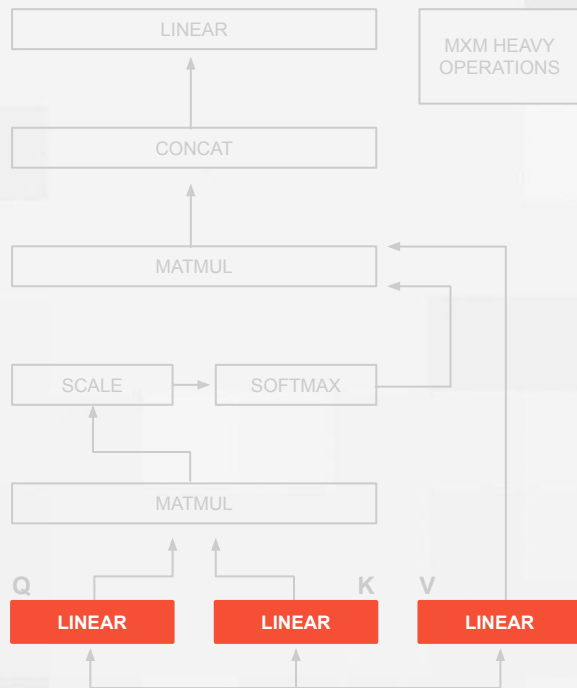 LINEAR
MXM HEAVY
OPERATIONS
CONCAT
MATMUL
SCALE
SOFTMAX
MATMUL
Q
K
V
LINEAR
LINEAR
LINEAR